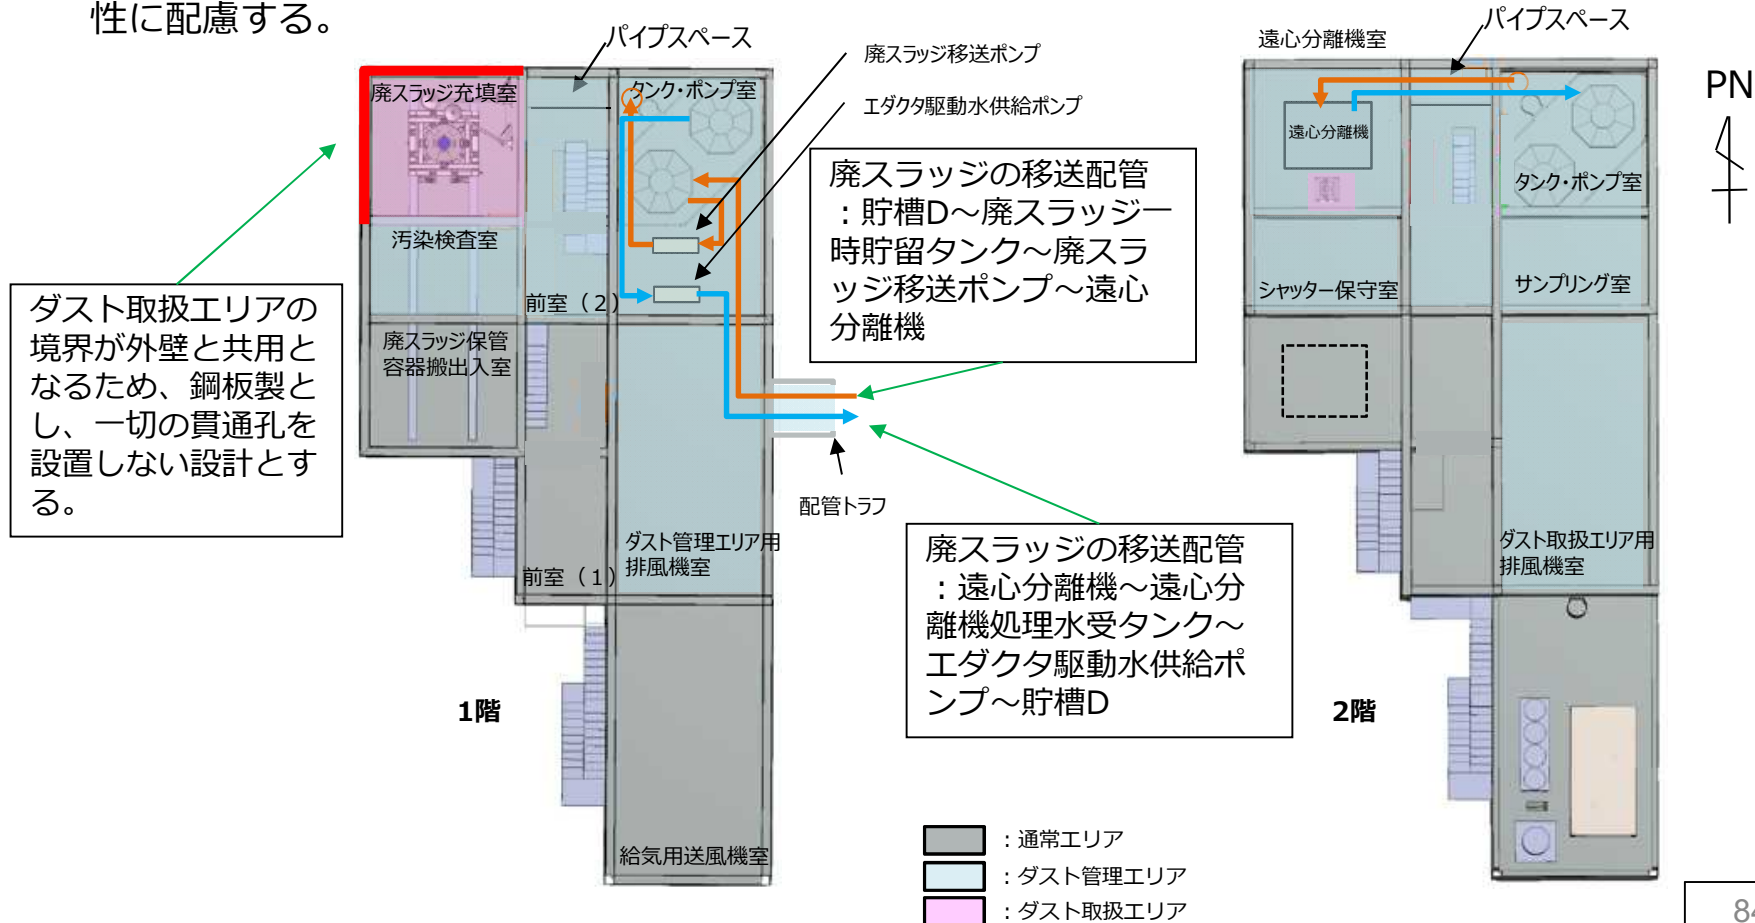 性に配慮する。
パイプスペース
廃スラッジ移送ポンプ
エダクタ駆動水供給ポンプ
廃スラッジ充填室
タンク・ポンプ室
汚染検査室
前室（２）
廃スラッジ保管
容器搬出入室
ダスト取扱エリアの
境界が外壁と共用と
なるため、鋼板製と
し、一切の貫通孔を
設置しない設計とす
る。
廃スラッジの移送配管
：貯槽D～廃スラッジ一
時貯留タンク～廃スラ
ッジ移送ポンプ～遠心
分離機
配管トラフ
ダスト管理エリア用
排風機室
前室（１）
廃スラッジの移送配管
：遠心分離機～遠心分
離機処理水受タンク～
エダクタ駆動水供給ポ
ンプ～貯槽D
1階
給気用送風機室
遠心分離機室
パイプスペース
PN
遠心分離機
タンク・ポンプ室
シャッター保守室
サンプリング室
ダスト取扱エリア用
排風機室
2階
：通常エリア
：ダスト管理エリア
：ダスト取扱エリア
84